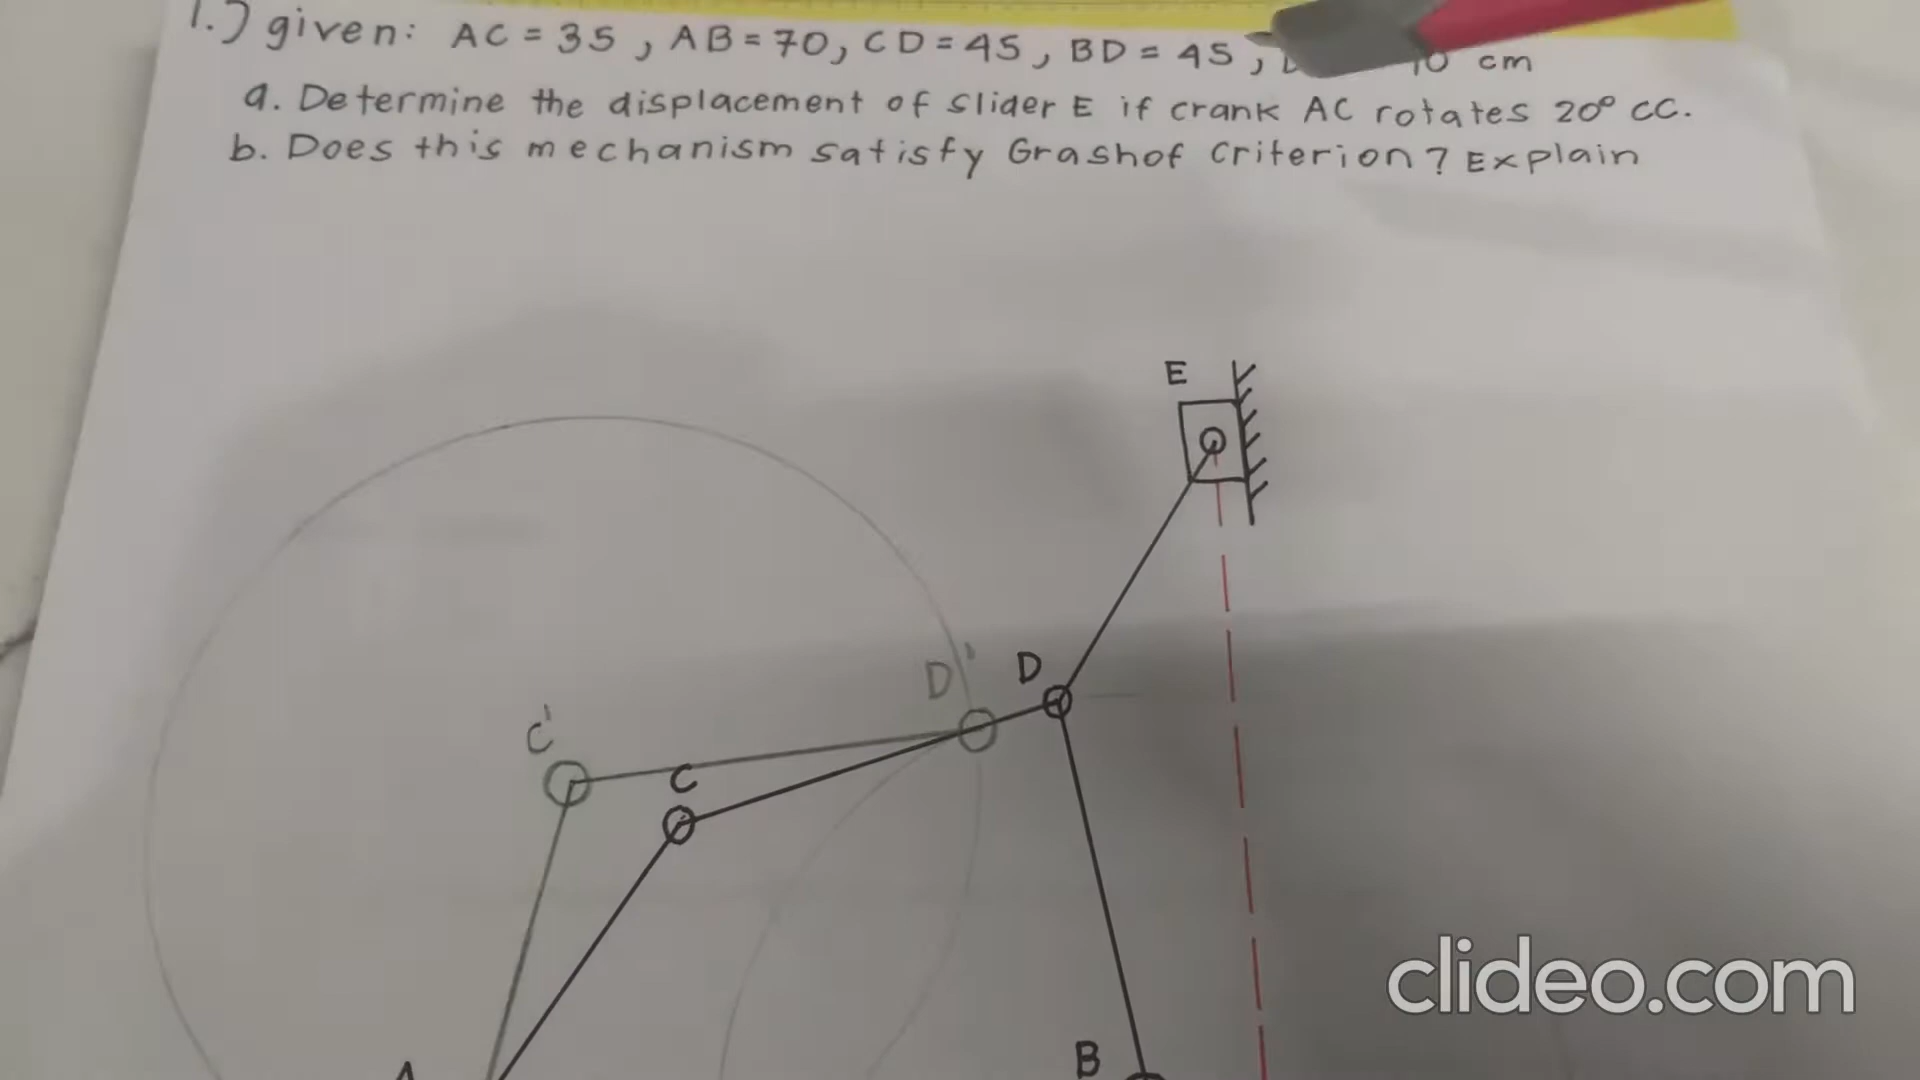 1.) given: AC = 35, AB = 70, CD = 45, BD = 45, cm
a. Determine the displacement of slider E if crank AC rotates 20° CC.
b. Does this mechanism satisfy Grashof Criterion? Explain
E
D' D
C'
C
B
A
clideo.com